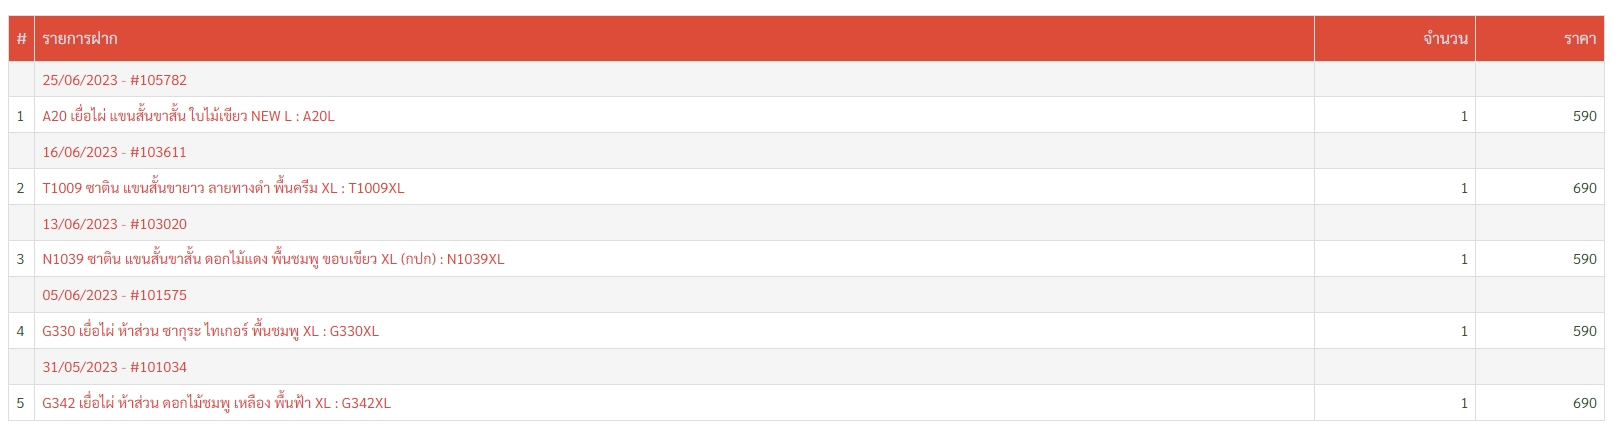 # รายการฝาก จำนวน ราคา
25/06/2023 - #105782
1 A20 เยื่อไผ่ แขนสั้นขาสั้น ใบไม้เขียว NEW L : A20L 1 590
16/06/2023 - #103611
2 T1009 ซาติน แขนสั้นขายาว ลายทางดำ พื้นครีม XL : T1009XL 1 690
13/06/2023 - #103020
3 N1039 ซาติน แขนสั้นขาสั้น ดอกไม้แดง พื้นชมพู ขอบเขียว XL (กปก) : N1039XL 1 590
05/06/2023 - #101575
4 G330 เยื่อไผ่ ห้าส่วน ซากุระ ไทเกอร์ พื้นชมพู XL : G330XL 1 590
31/05/2023 - #101034
5 G342 เยื่อไผ่ ห้าส่วน ดอกไม้ชมพู เหลือง พื้นฟ้า XL : G342XL 1 690